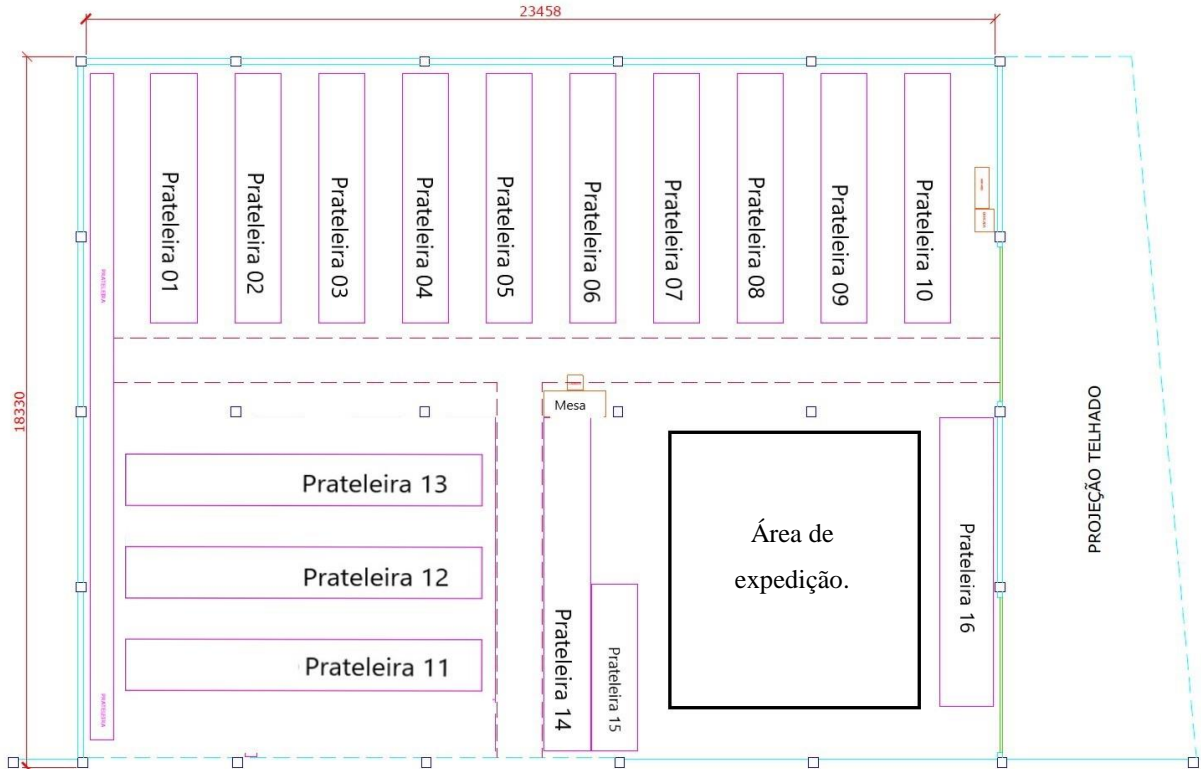 23458
18330
Prateleira 01
Prateleira 02
Prateleira 03
Prateleira 04
Prateleira 05
Prateleira 06
Prateleira 07
Prateleira 08
Prateleira 09
Prateleira 10
PRATELEIRA
Mesa
Prateleira 13
Prateleira 12
Prateleira 11
Prateleira 14
Prateleira 15
Área de
expedição.
Prateleira 16
PROJEÇÃO TELHADO
PRATELEIRA